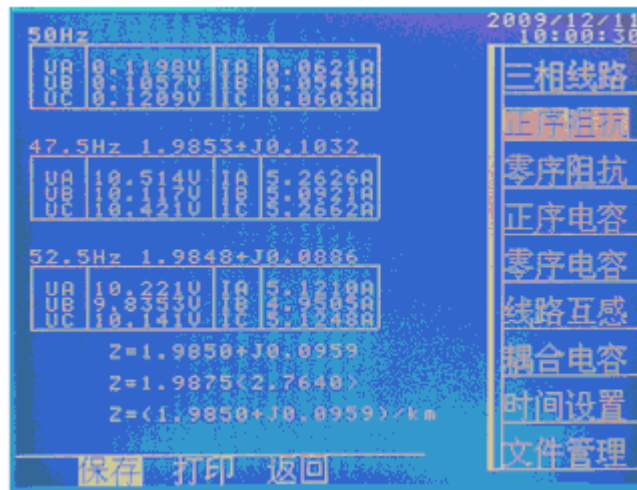 2009/12/11
10:00:30
50Hz
UA 0.1198V IA 0.0621A
UB 0.1057V IB 0.0549A
UC 0.1209V IC 0.0603A
47.5Hz 1.9853+J0.1032
UA 10.514V IA 5.2626A
UB 10.117V IB 5.0921A
UC 10.421V IC 5.2662A
52.5Hz 1.9848+J0.0886
UA 10.221V IA 5.1210A
UB 9.8353V IB 4.9505A
UC 10.141V IC 5.1248A
Z=1.9850+J0.0959
Z=1.9875<2.7640>
Z=(1.9850+J0.0959)/km
三相线路
正序阻抗
零序阻抗
正序电容
零序电容
线路互感
耦合电容
时间设置
文件管理
保存 打印 返回